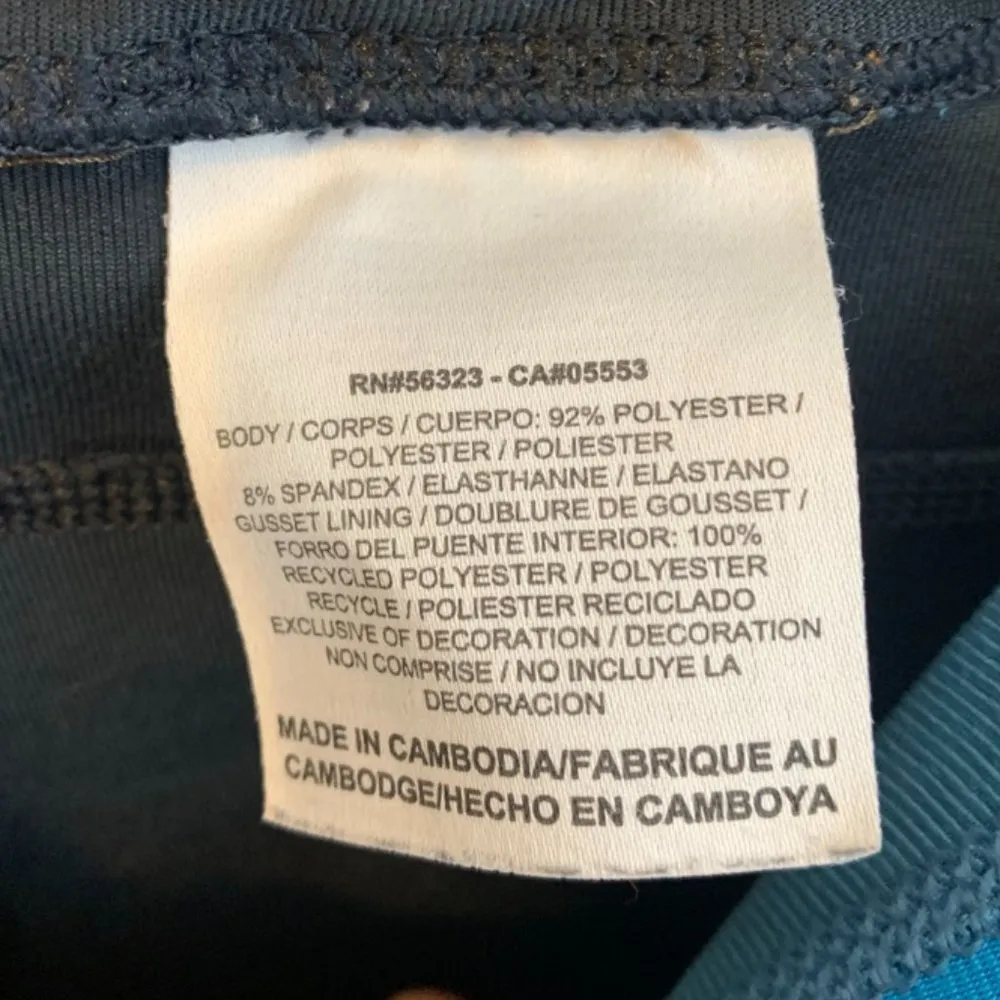 RN#56323 - CA#05553
BODY / CORPS / CUERPO: 92% POLYESTER /
POLYESTER / POLIESTER
8% SPANDEX / ELASTHANNE / ELASTANO
GUSSET LINING / DOUBLURE DE GOUSSET /
FORRO DEL PUENTE INTERIOR: 100%
RECYCLED POLYESTER / POLYESTER
RECYCLE / POLIESTER RECICLADO
EXCLUSIVE OF DECORATION / DECORATION
NON COMPRISE / NO INCLUYE LA
DECORACION
MADE IN CAMBODIA/FABRIQUE AU
CAMBODGE/HECHO EN CAMBOYA